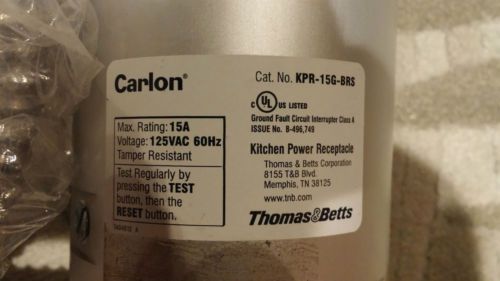 Carlon®
Cat. No. KPR-15G-BRS
C UL US LISTED
Ground Fault Circuit Interrupter Class A
ISSUE No. B-496,749
Max. Rating: 15A
Voltage: 125VAC 60Hz
Tamper Resistant
Test Regularly by
pressing the TEST
button, then the
RESET button.
Kitchen Power Receptacle
Thomas & Betts Corporation
8155 T&B Blvd.
Memphis, TN 38125
www.tnb.com
Thomas&Betts